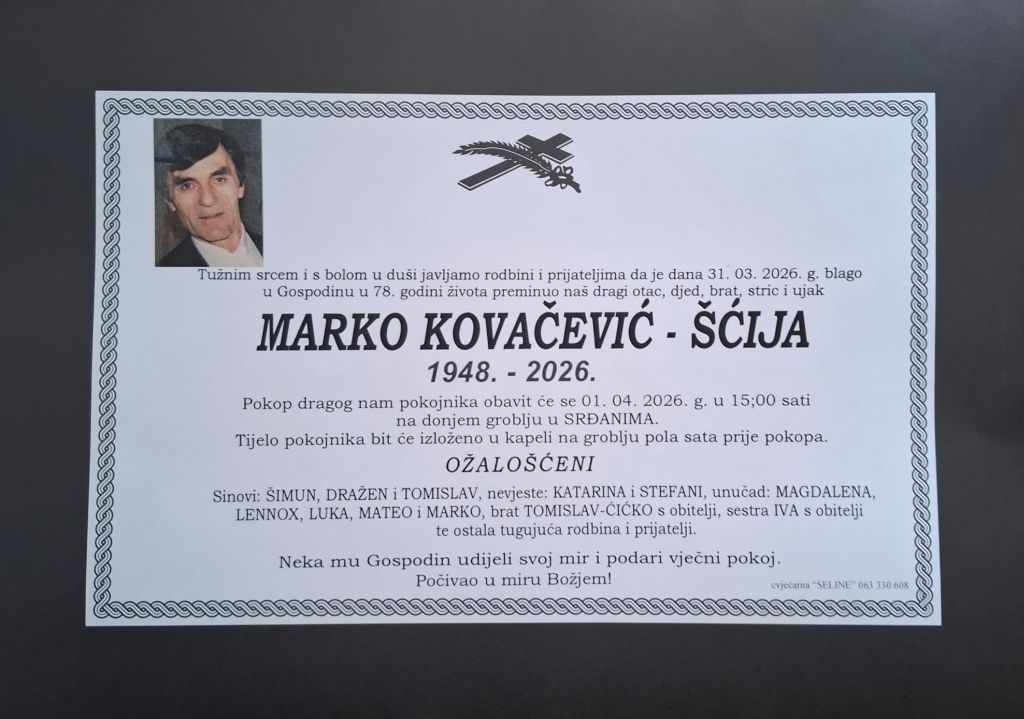 Tužnim srcem i s bolom u duši javljamo rodbini i prijateljima da je dana 31. 03. 2026. g. blago
u Gospodinu u 78. godini života preminuo naš dragi otac, djed, brat, stric i ujak
MARKO KOVAČEVIĆ - ŠĆIJA
1948. - 2026.
Pokop dragog nam pokojnika obavit će se 01. 04. 2026. g. u 15;00 sati
na donjem groblju u SRĐANIMA.
Tijelo pokojnika bit će izloženo u kapeli na groblju pola sata prije pokopa.
OŽALOŠĆENI
Sinovi: ŠIMUN, DRAŽEN i TOMISLAV, nevjeste: KATARINA i STEFANI, unučad: MAGDALENA,
LENNOX, LUKA, MATEO i MARKO, brat TOMISLAV-ĆIĆKO s obitelji, sestra IVA s obitelji
te ostala tugujuća rodbina i prijatelji.
Neka mu Gospodin udijeli svoj mir i podari vječni pokoj.
Počivao u miru Božjem!
cvjećarna "SELINE" 063 330 608